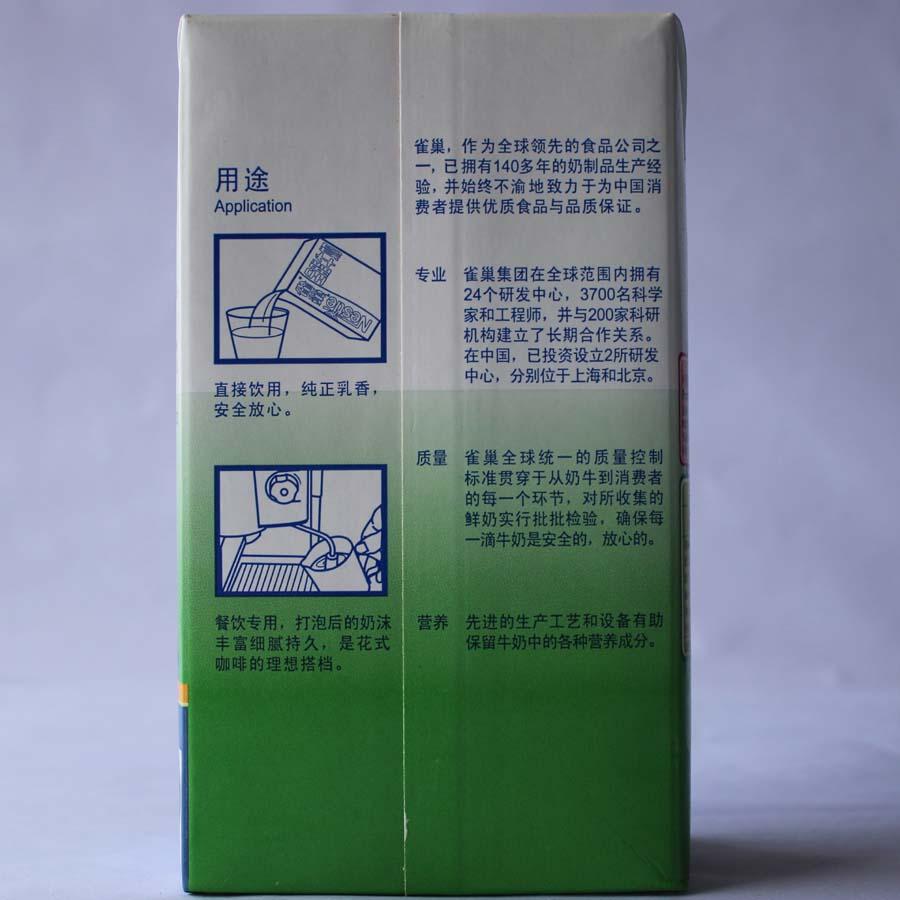 用途
Application
Nestlé
直接饮用，纯正乳香，
安全放心。
餐饮专用，打泡后的奶沫
丰富细腻持久，是花式
咖啡的理想搭档。
雀巢，作为全球领先的食品公司之
一，已拥有140多年的奶制品生产经
验，并始终不渝地致力于为中国消
费者提供优质食品与品质保证。
专业 雀巢集团在全球范围内拥有
24个研发中心，3700名科学
家和工程师，并与200家科研
机构建立了长期合作关系。
在中国，已投资设立2所研发
中心，分别位于上海和北京。
质量 雀巢全球统一的质量控制
标准贯穿于从奶牛到消费者
的每一个环节，对所收集的
鲜奶实行批批检验，确保每
一滴牛奶是安全的，放心的。
营养 先进的生产工艺和设备有助
保留牛奶中的各种营养成分。